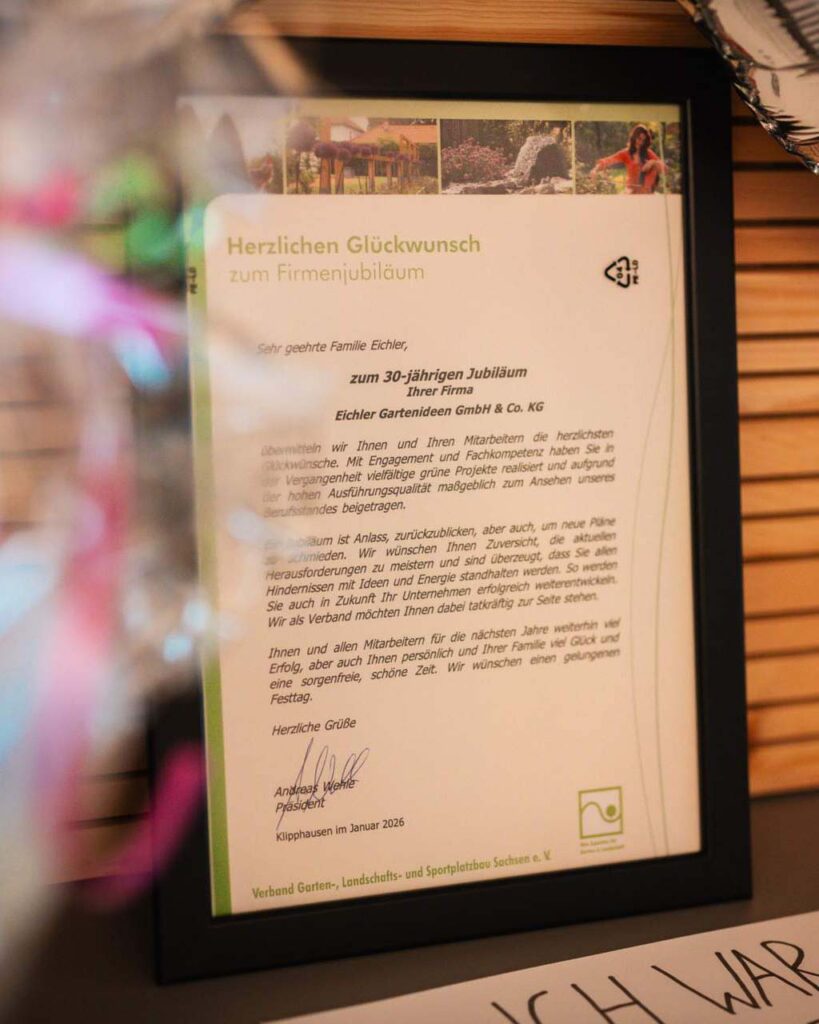 Herzlichen Glückwunsch
zum Firmenjubiläum
04
PE-LD
PE-LD
Sehr geehrte Familie Eichler,
zum 30-jährigen Jubiläum
Ihrer Firma
Eichler Gartenideen GmbH & Co. KG
übermitteln wir Ihnen und Ihren Mitarbeitern die herzlichsten
Glückwünsche. Mit Engagement und Fachkompetenz haben Sie in
der Vergangenheit vielfältige grüne Projekte realisiert und aufgrund
der hohen Ausführungsqualität maßgeblich zum Ansehen unseres
Berufsstandes beigetragen.
Ein Jubiläum ist Anlass, zurückzublicken, aber auch, um neue Pläne
zu schmieden. Wir wünschen Ihnen Zuversicht, die aktuellen
Herausforderungen zu meistern und sind überzeugt, dass Sie allen
Hindernissen mit Ideen und Energie standhalten werden. So werden
Sie auch in Zukunft Ihr Unternehmen erfolgreich weiterentwickeln.
Wir als Verband möchten Ihnen dabei tatkräftig zur Seite stehen.
Ihnen und allen Mitarbeitern für die nächsten Jahre weiterhin viel
Erfolg, aber auch Ihnen persönlich und Ihrer Familie viel Glück und
eine sorgenfreie, schöne Zeit. Wir wünschen einen gelungenen
Festtag.
Herzliche Grüße
Andreas Wehle
Präsident
Klipphausen im Januar 2026
Verband Garten-, Landschafts- und Sportplatzbau Sachsen e. V.
ICH WAR